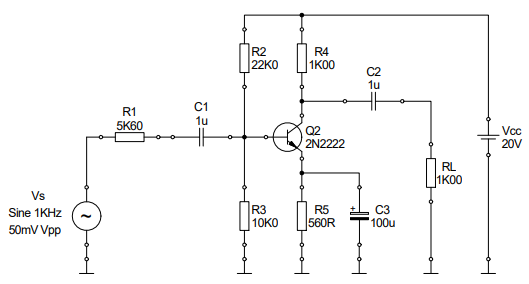 R2
22K0
R4
1K00
C2
1u
R1
5K60
C1
1u
Q2
2N2222
Vcc
20V
RL
1K00
Vs
Sine 1KHz
50mV Vpp
~
R3
10K0
R5
560R
+
C3
100u